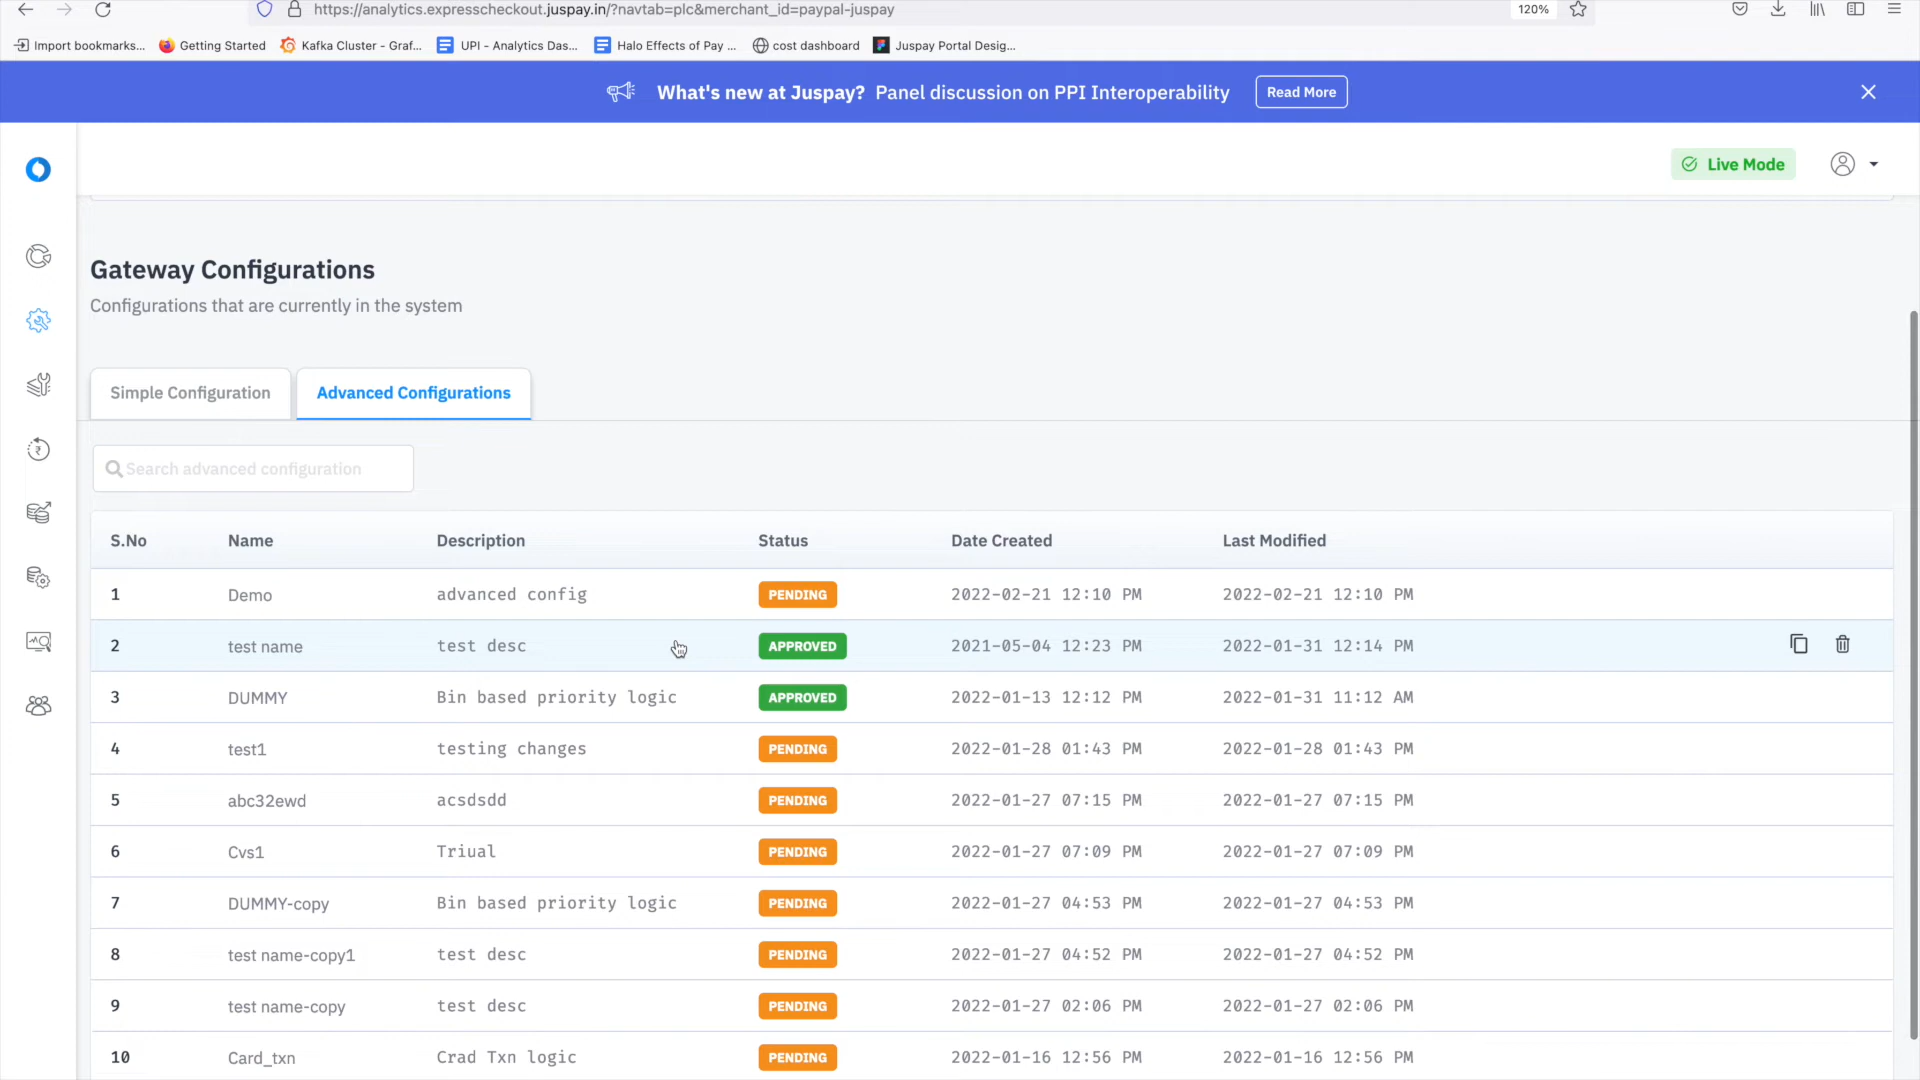 https://analytics.expresscheckout.juspay.in/?navtab=plc&merchant_id=paypal-juspay 120%
Import bookmarks... Getting Started Kafka Cluster - Graf... UPI - Analytics Das... Halo Effects of Pay ... cost dashboard Juspay Portal Desig...
What's new at Juspay? Panel discussion on PPI Interoperability Read More
Live Mode
Gateway Configurations
Configurations that are currently in the system
Simple Configuration Advanced Configurations
Search advanced configuration
S.No Name Description Status Date Created Last Modified
1 Demo advanced config PENDING 2022-02-21 12:10 PM 2022-02-21 12:10 PM
2 test name test desc APPROVED 2021-05-04 12:23 PM 2022-01-31 12:14 PM
3 DUMMY Bin based priority logic APPROVED 2022-01-13 12:12 PM 2022-01-31 11:12 AM
4 test1 testing changes PENDING 2022-01-28 01:43 PM 2022-01-28 01:43 PM
5 abc32ewd acsdsdd PENDING 2022-01-27 07:15 PM 2022-01-27 07:15 PM
6 Cvs1 Triual PENDING 2022-01-27 07:09 PM 2022-01-27 07:09 PM
7 DUMMY-copy Bin based priority logic PENDING 2022-01-27 04:53 PM 2022-01-27 04:53 PM
8 test name-copy1 test desc PENDING 2022-01-27 04:52 PM 2022-01-27 04:52 PM
9 test name-copy test desc PENDING 2022-01-27 02:06 PM 2022-01-27 02:06 PM
10 Card_txn Crad Txn logic PENDING 2022-01-16 12:56 PM 2022-01-16 12:56 PM